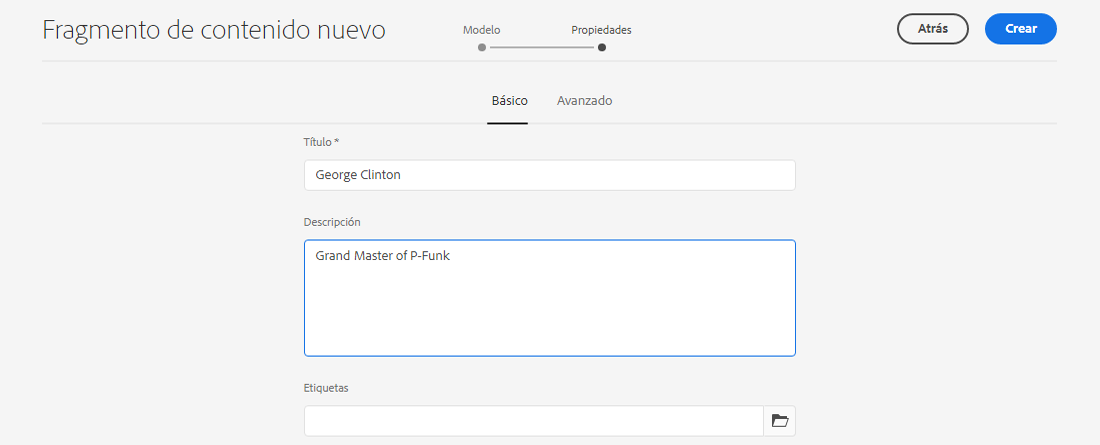 Fragmento de contenido nuevo
Modelo
Propiedades
Atrás
Crear
Básico
Avanzado
Título *
George Clinton
Descripción
Grand Master of P-Funk
Etiquetas